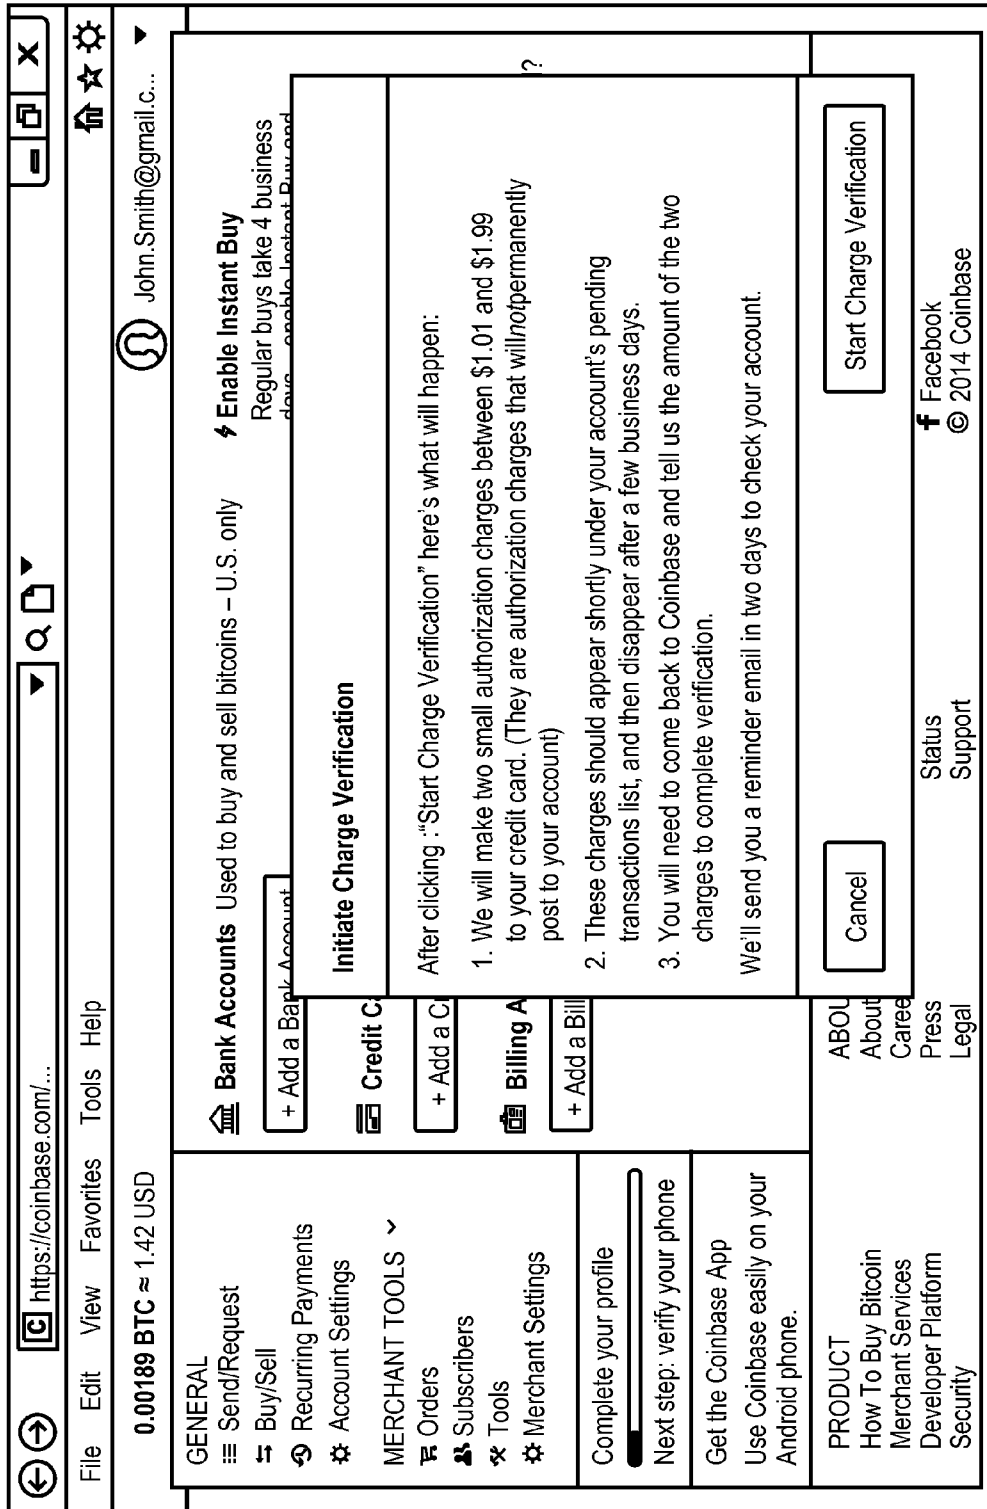 https://coinbase.com/...
File Edit View Favorites Tools Help
0.00189 BTC ≈ 1.42 USD
John.Smith@gmail.c...
GENERAL
Send/Request
Buy/Sell
Recurring Payments
Account Settings
MERCHANT TOOLS
Orders
Subscribers
Tools
Merchant Settings
Complete your profile
Next step: verify your phone
Get the Coinbase App
Use Coinbase easily on your
Android phone.
Bank Accounts Used to buy and sell bitcoins – U.S. only
+ Add a Bank Account
Credit Ca
+ Add a C
Billing A
+ Add a Bill
Enable Instant Buy
Regular buys take 4 business
days enable Instant Buy and
?
Initiate Charge Verification
After clicking :"Start Charge Verification" here's what will happen:
1. We will make two small authorization charges between $1.01 and $1.99
to your credit card. (They are authorization charges that willnotpermanently
post to your account)
2. These charges should appear shortly under your account's pending
transactions list, and then disappear after a few business days.
3. You will need to come back to Coinbase and tell us the amount of the two
charges to complete verification.
We'll send you a reminder email in two days to check your account.
Cancel
Start Charge Verification
PRODUCT
How To Buy Bitcoin
Merchant Services
Developer Platform
Security
ABOU
About
Caree
Press
Legal
Status
Support
Facebook
© 2014 Coinbase